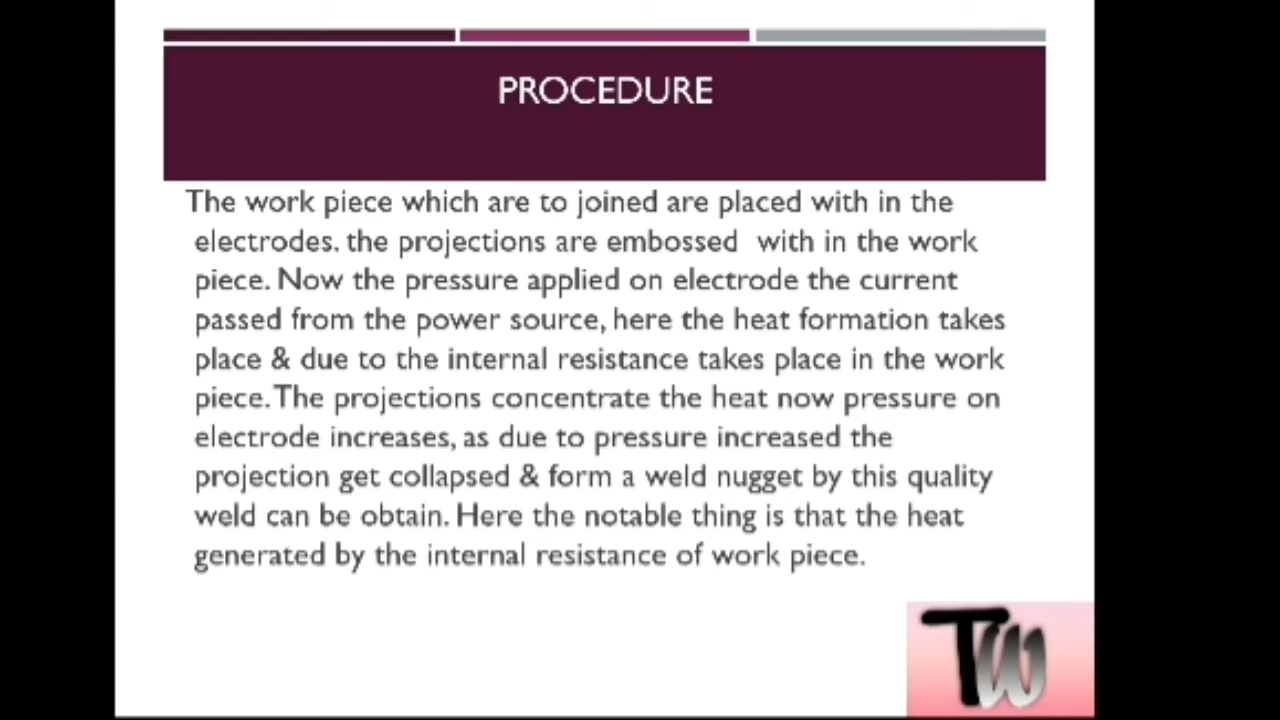 PROCEDURE
The work piece which are to joined are placed with in the
electrodes. the projections are embossed with in the work
piece. Now the pressure applied on electrode the current
passed from the power source, here the heat formation takes
place & due to the internal resistance takes place in the work
piece. The projections concentrate the heat now pressure on
electrode increases, as due to pressure increased the
projection get collapsed & form a weld nugget by this quality
weld can be obtain. Here the notable thing is that the heat
generated by the internal resistance of work piece.
TW